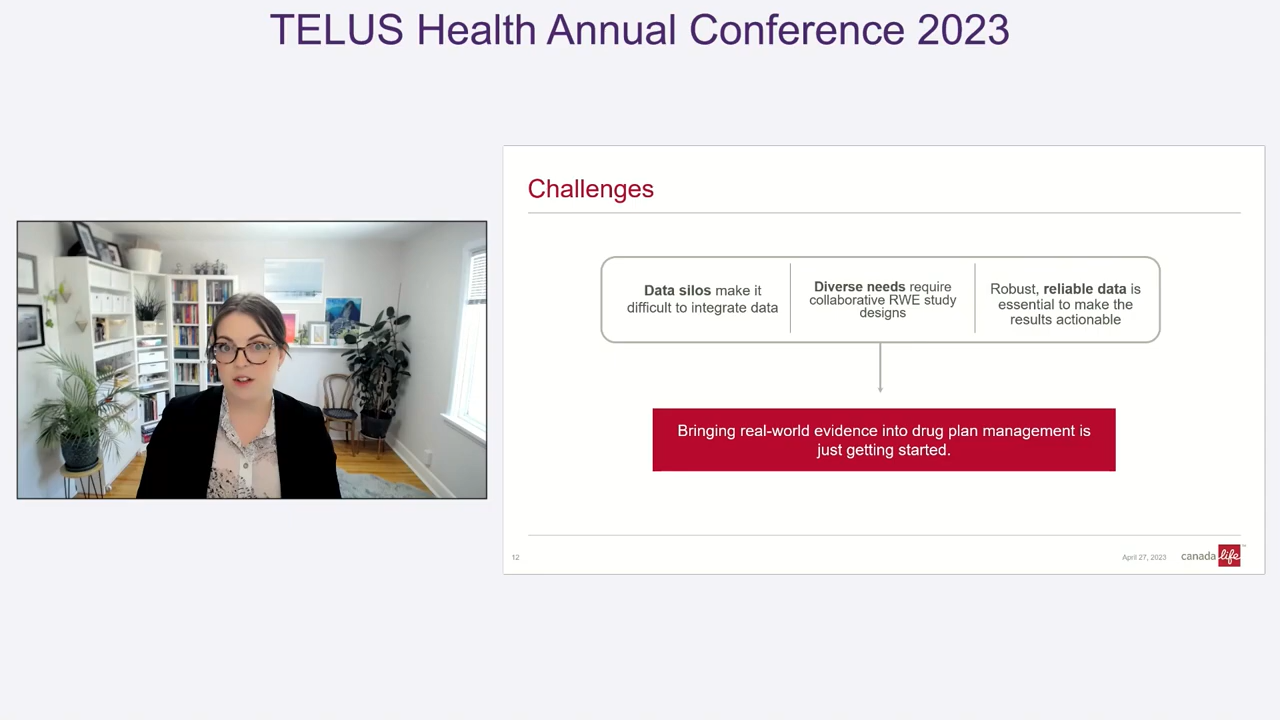 TELUS Health Annual Conference 2023
Challenges
Data silos make it
difficult to integrate data
Diverse needs require
collaborative RWE study
designs
Robust, reliable data is
essential to make the
results actionable
Bringing real-world evidence into drug plan management is
just getting started.
12
April 27, 2023
canada life™